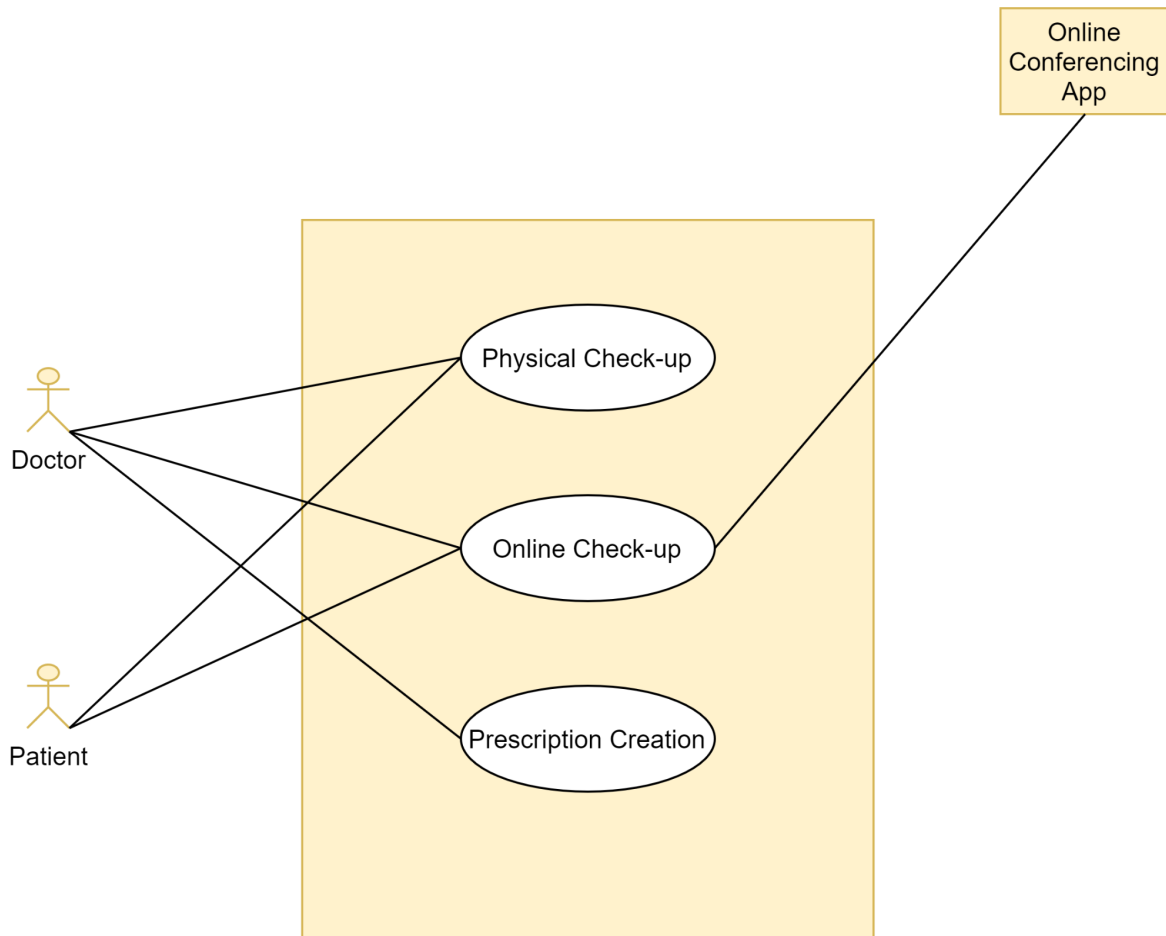 Online
Conferencing
App
Physical Check-up
Doctor
Online Check-up
Prescription Creation
Patient